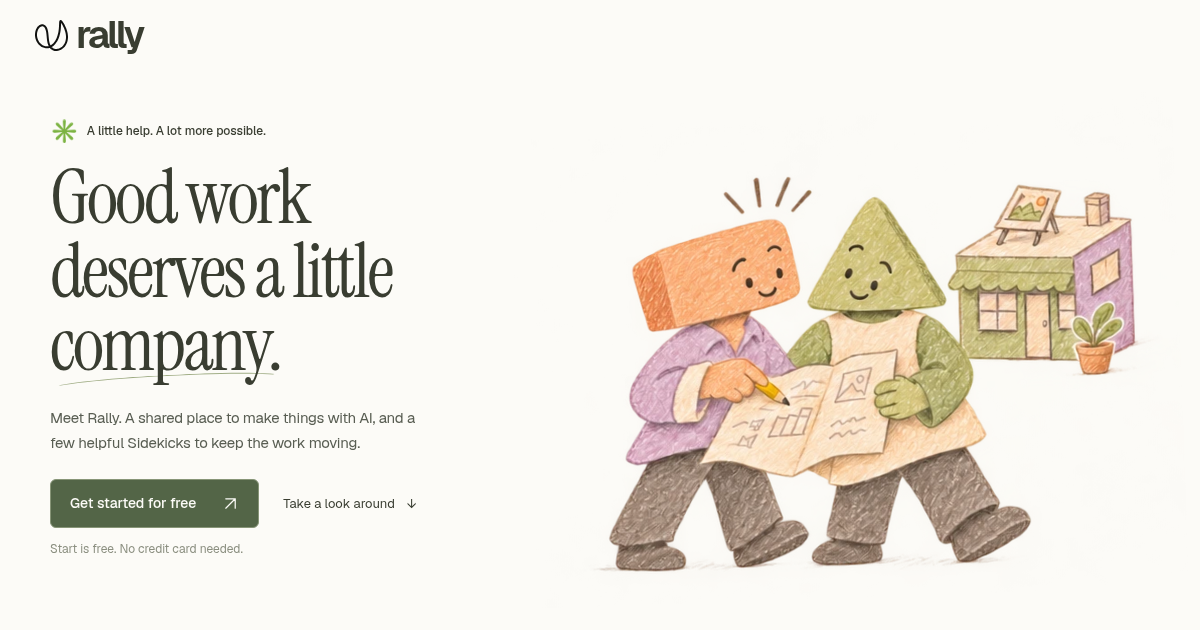 rally
A little help. A lot more possible.
Good work
deserves a little
company.
Meet Rally. A shared place to make things with AI, and a
few helpful Sidekicks to keep the work moving.
Get started for free
Take a look around
Start is free. No credit card needed.